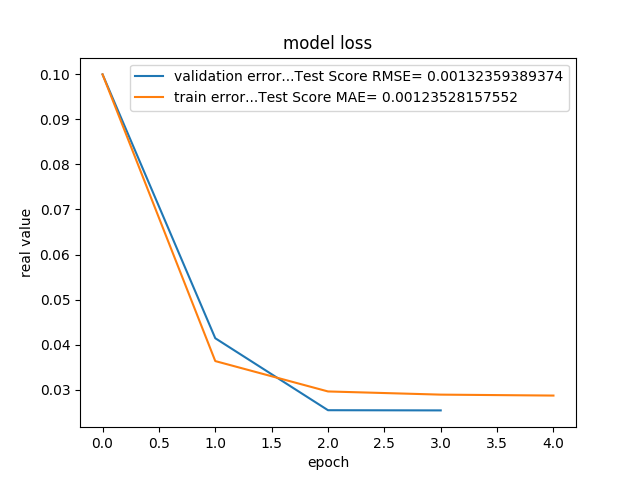 model loss
validation error...Test Score RMSE= 0.00132359389374
train error...Test Score MAE= 0.00123528157552
0.10
0.09
0.08
0.07
0.06
0.05
0.04
0.03
real value
0.0 0.5 1.0 1.5 2.0 2.5 3.0 3.5 4.0
epoch